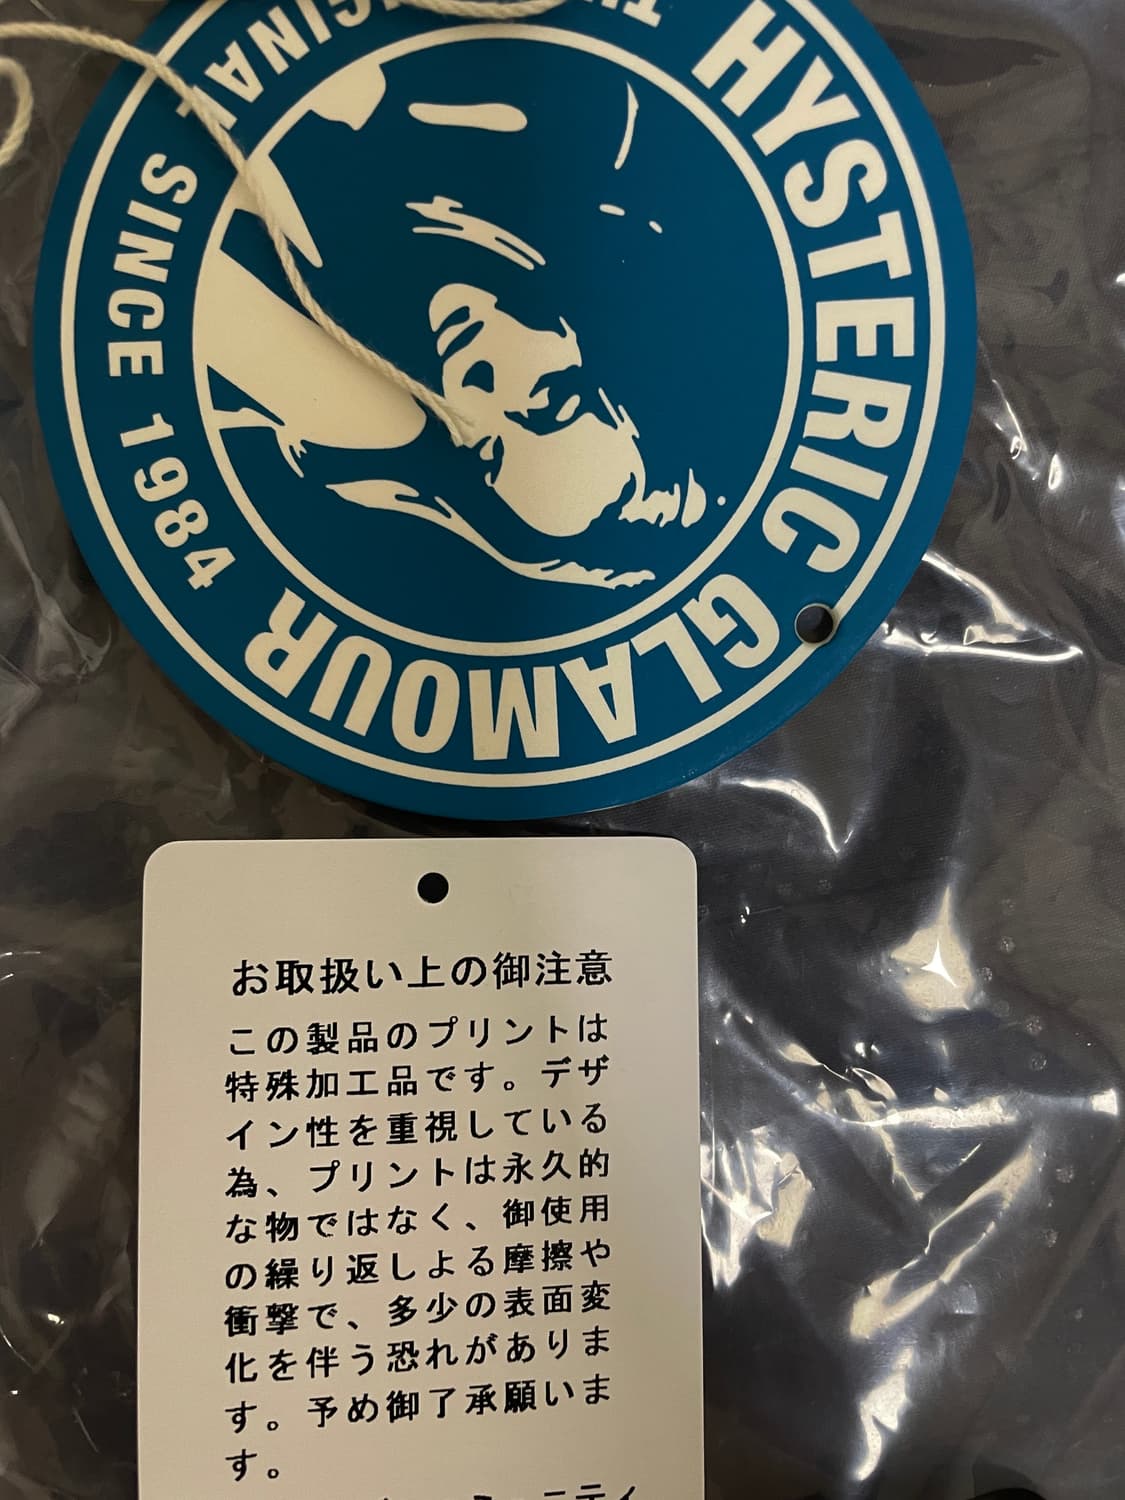 HYSTERIC GLAMOUR
SINCE 1984
お取扱い上の御注意
この製品のプリントは
特殊加工品です。デザ
イン性を重視している
為、プリントは永久的
な物ではなく、御使用
の繰り返しよる摩擦や
衝撃で、多少の表面変
化を伴う恐れがありま
す。予め御了承願いま
す。